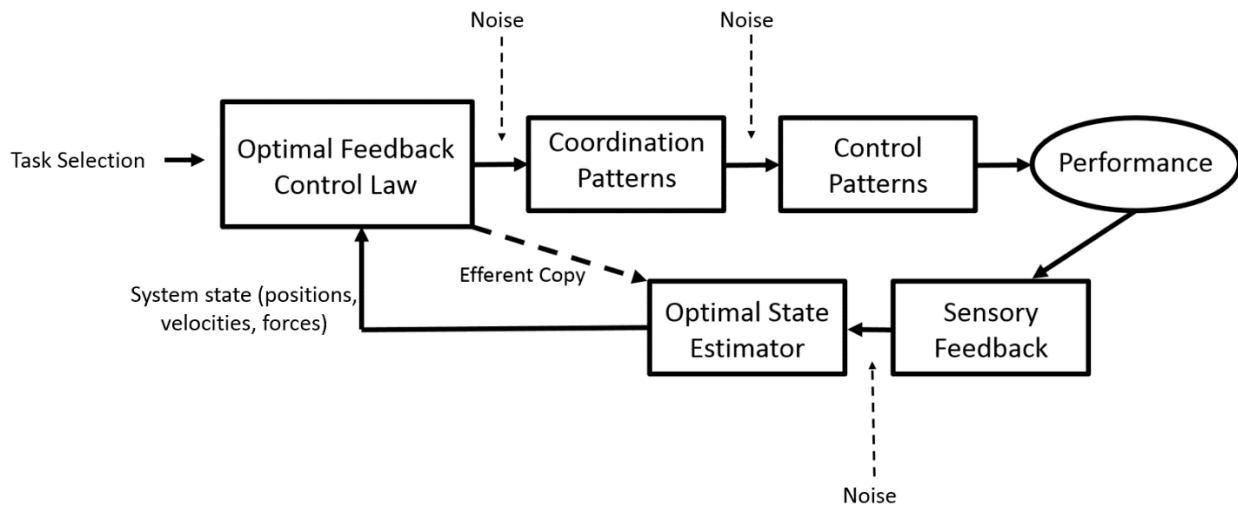 Noise
Noise
Task Selection
Optimal Feedback
Control Law
Coordination
Patterns
Control
Patterns
Performance
Efferent Copy
System state (positions,
velocities, forces)
Optimal State
Estimator
Sensory
Feedback
Noise